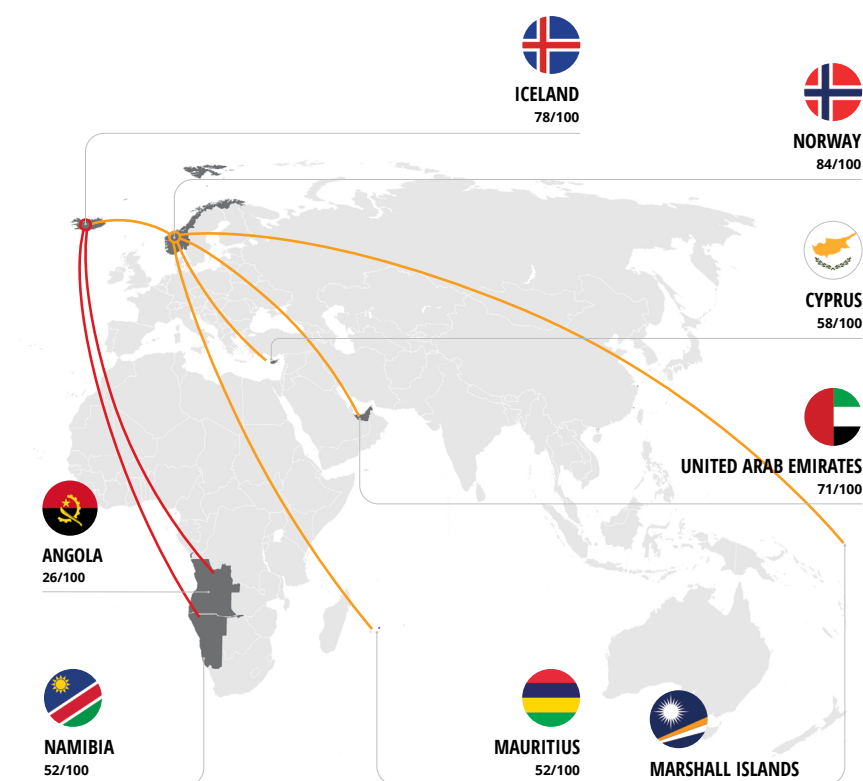 ICELAND
78/100
NORWAY
84/100
CYPRUS
58/100
UNITED ARAB EMIRATES
71/100
ANGOLA
26/100
NAMIBIA
52/100
MAURITIUS
52/100
MARSHALL ISLANDS